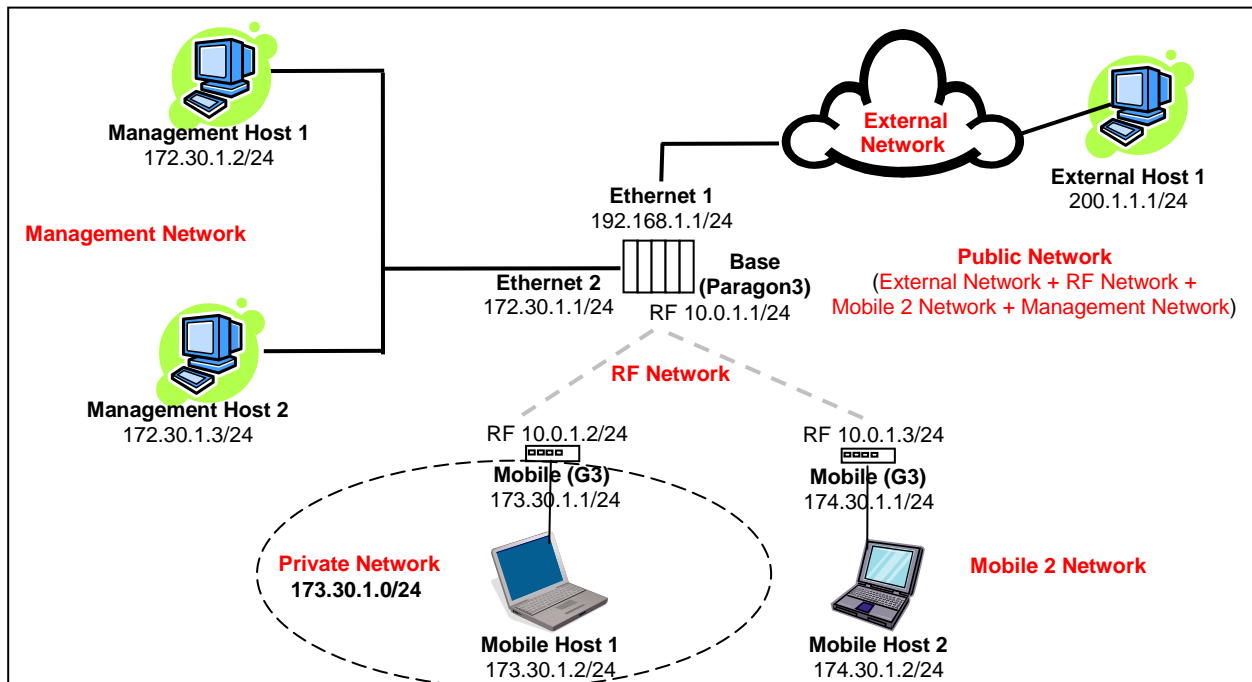 Management Host 1
172.30.1.2/24
External
Network
External Host 1
200.1.1.1/24
Ethernet 1
192.168.1.1/24
Management Network
Public Network
(External Network + RF Network +
Mobile 2 Network + Management Network)
Base
(Paragon3)
Ethernet 2
172.30.1.1/24
RF 10.0.1.1/24
RF Network
Management Host 2
172.30.1.3/24
RF 10.0.1.2/24
Mobile (G3)
173.30.1.1/24
RF 10.0.1.3/24
Mobile (G3)
174.30.1.1/24
Private Network
173.30.1.0/24
Mobile 2 Network
Mobile Host 1
173.30.1.2/24
Mobile Host 2
174.30.1.2/24